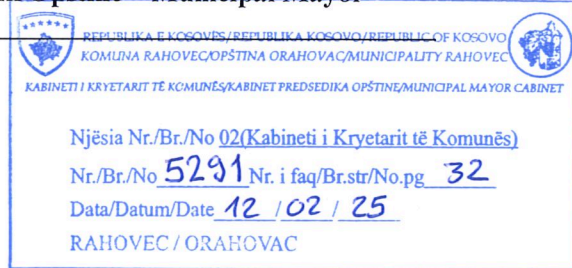 Municipal Mayor
REPUBLIKA E KOSOVËS/REPUBLIKA KOSOVO/REPUBLIC OF KOSOVO
KOMUNA RAHOVEC/OPŠTINA ORAHOVAC/MUNICIPALITY RAHOVEC
KABINETI I KRYETARIT TË KOMUNËS/KABINET PREDSEDIKA OPŠTINE/MUNICIPAL MAYOR CABINET
Njësia Nr./Br./No 02(Kabineti i Kryetarit të Komunës)
Nr./Br./No 5291 Nr. i faq/Br.str/No.pg 32
Data/Datum/Date 12 / 02 / 25
RAHOVEC / ORAHOVAC